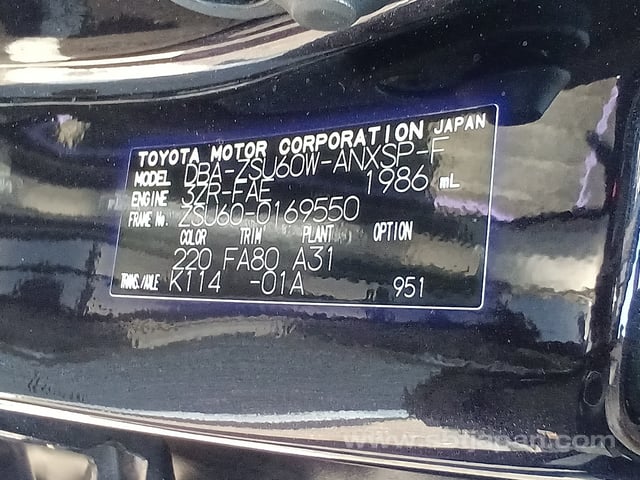 TOYOTA MOTOR CORPORATION JAPAN
MODEL DBA-ZSU60W-ANXSP-F
ENGINE 3ZR-FAE 1986 mL
FRAME No. ZSU60-0169550
COLOR TRIM PLANT OPTION
220 FA80 A31
TRANS./AXLE K114 -01A 951
www.sbtjapan.com